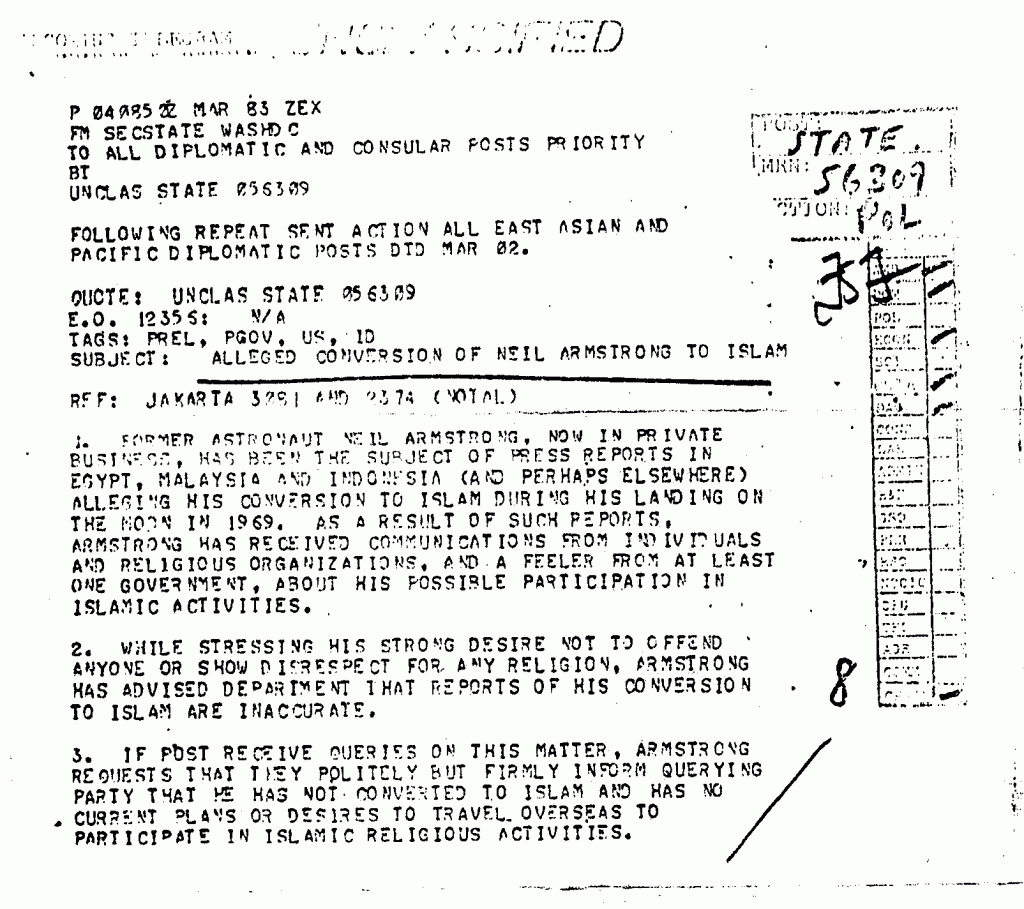 INCOMING TELEGRAM UNCLASSIFIED
P 040852Z MAR 83 ZEX
FM SECSTATE WASHDC
TO ALL DIPLOMATIC AND CONSULAR POSTS PRIORITY
BT
UNCLAS STATE 056309
FOLLOWING REPEAT SENT ACTION ALL EAST ASIAN AND
PACIFIC DIPLOMATIC POSTS DTD MAR 02.
QUOTE: UNCLAS STATE 056309
E.O. 12356: N/A
TAGS: PREL, PGOV, US, ID
SUBJECT: ALLEGED CONVERSION OF NEIL ARMSTRONG TO ISLAM
REF: JAKARTA 3281 AND 2374 (NOTAL)
1. FORMER ASTRONAUT NEIL ARMSTRONG, NOW IN PRIVATE
BUSINESS, HAS BEEN THE SUBJECT OF PRESS REPORTS IN
EGYPT, MALAYSIA AND INDONESIA (AND PERHAPS ELSEWHERE)
ALLEGING HIS CONVERSION TO ISLAM DURING HIS LANDING ON
THE MOON IN 1969. AS A RESULT OF SUCH REPORTS,
ARMSTRONG HAS RECEIVED COMMUNICATIONS FROM INDIVIDUALS
AND RELIGIOUS ORGANIZATIONS, AND A FEELER FROM AT LEAST
ONE GOVERNMENT, ABOUT HIS POSSIBLE PARTICIPATION IN
ISLAMIC ACTIVITIES.
2. WHILE STRESSING HIS STRONG DESIRE NOT TO OFFEND
ANYONE OR SHOW DISRESPECT FOR ANY RELIGION, ARMSTRONG
HAS ADVISED DEPARTMENT THAT REPORTS OF HIS CONVERSION
TO ISLAM ARE INACCURATE.
3. IF POST RECEIVE QUERIES ON THIS MATTER, ARMSTRONG
REQUESTS THAT THEY POLITELY BUT FIRMLY INFORM QUERYING
PARTY THAT HE HAS NOT CONVERTED TO ISLAM AND HAS NO
CURRENT PLANS OR DESIRES TO TRAVEL OVERSEAS TO
PARTICIPATE IN ISLAMIC RELIGIOUS ACTIVITIES.
POST: STATE.
MRN: 56309
POL
POL
ECON
ADMIN
GSO
ADB
8